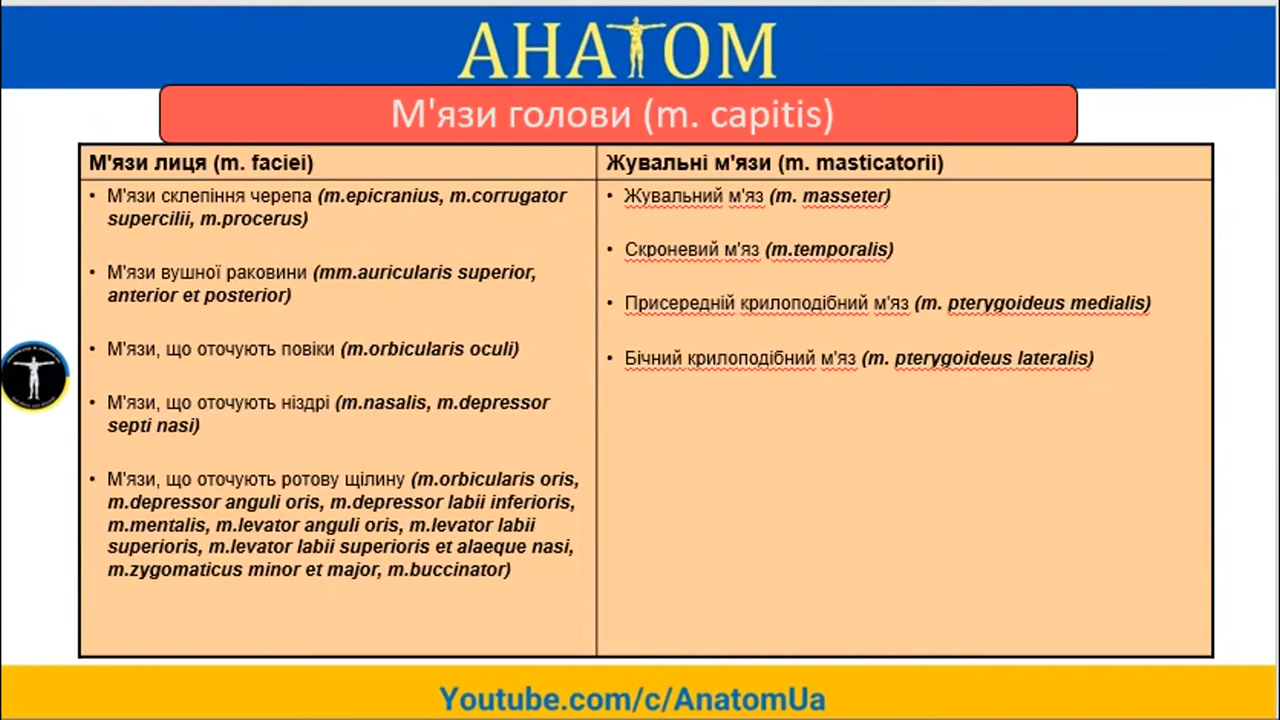 АНАТОМ
М'язи голови (m. capitis)
М'язи лиця (m. faciei)
• М'язи склепіння черепа (m.epicranius, m.corrugator
supercilii, m.procerus)
• М'язи вушної раковини (mm.auricularis superior,
anterior et posterior)
• М'язи, що оточують повіки (m.orbicularis oculi)
• М'язи, що оточують ніздрі (m.nasalis, m.depressor
septi nasi)
• М'язи, що оточують ротову щілину (m.orbicularis oris,
m.depressor anguli oris, m.depressor labii inferioris,
m.mentalis, m.levator anguli oris, m.levator labii
superioris, m.levator labii superioris et alaeque nasi,
m.zygomaticus minor et major, m.buccinator)
Жувальні м'язи (m. masticatorii)
• Жувальний м'яз (m. masseter)
• Скроневий м'яз (m.temporalis)
• Присередній крилоподібний м'яз (m. pterygoideus medialis)
• Бічний крилоподібний м'яз (m. pterygoideus lateralis)
Youtube.com/c/AnatomUa